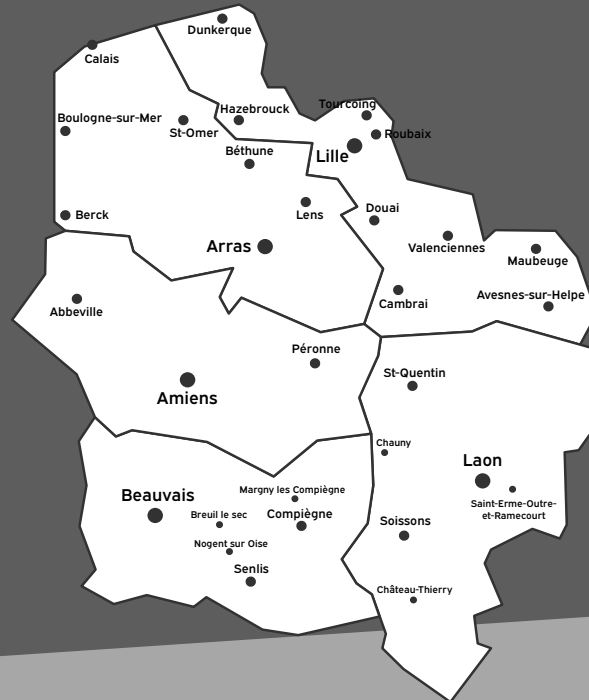 Dunkerque
Calais
Tourcoing
Hazebrouck
Boulogne-sur-Mer
St-Omer
Roubaix
Lille
Béthune
Berck
Lens
Douai
Arras
Valenciennes
Maubeuge
Avesnes-sur-Helpe
Cambrai
Abbeville
Péronne
St-Quentin
Amiens
Chauny
Laon
Margny les Compiègne
Beauvais
Saint-Erme-Outre-
et-Ramecourt
Breuil le sec
Compiègne
Soissons
Nogent sur Oise
Senlis
Château-Thierry